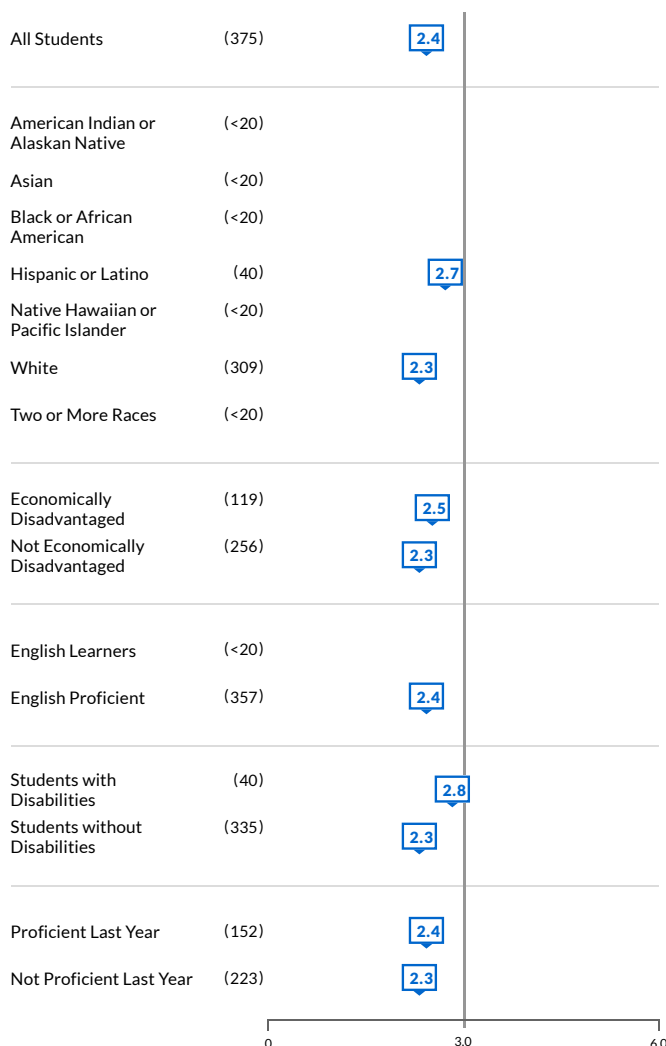 All Students (375) 2.4
American Indian or (<20)
Alaskan Native
Asian (<20)
Black or African (<20)
American
Hispanic or Latino (40) 2.7
Native Hawaiian or (<20)
Pacific Islander
White (309) 2.3
Two or More Races (<20)
Economically (119) 2.5
Disadvantaged
Not Economically (256) 2.3
Disadvantaged
English Learners (<20)
English Proficient (357) 2.4
Students with (40) 2.8
Disabilities
Students without (335) 2.3
Disabilities
Proficient Last Year (152) 2.4
Not Proficient Last Year (223) 2.3
0 3.0 6.0